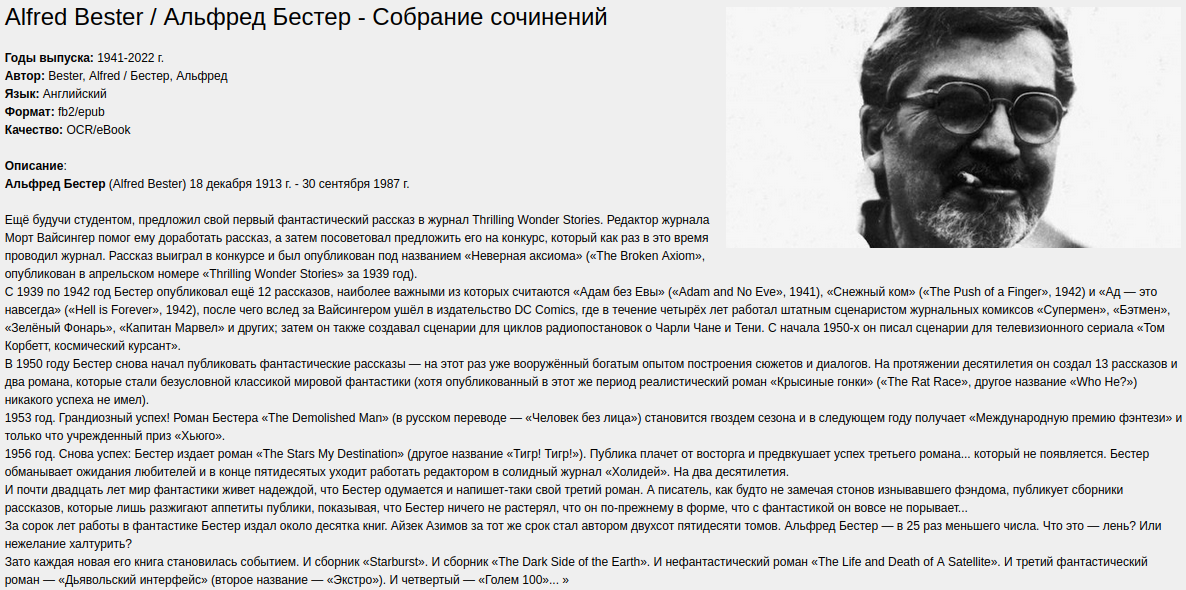 Alfred Bester / Альфред Бестер - Собрание сочинений
Годы выпуска: 1941-2022 г.
Автор: Bester, Alfred / Бестер, Альфред
Язык: Английский
Формат: fb2/epub
Качество: OCR/eBook
Описание:
Альфред Бестер (Alfred Bester) 18 декабря 1913 г. - 30 сентября 1987 г.
Ещё будучи студентом, предложил свой первый фантастический рассказ в журнал Thrilling Wonder Stories. Редактор журнала
Морт Вайсингер помог ему доработать рассказ, а затем посоветовал предложить его на конкурс, который как раз в это время
проводил журнал. Рассказ выиграл в конкурсе и был опубликован под названием «Неверная аксиома» («The Broken Axiom»,
опубликован в апрельском номере «Thrilling Wonder Stories» за 1939 год).
С 1939 по 1942 год Бестер опубликовал ещё 12 рассказов, наиболее важными из которых считаются «Адам без Евы» («Adam and No Eve», 1941), «Снежный ком» («The Push of a Finger», 1942) и «Ад — это
навсегда» («Hell is Forever», 1942), после чего вслед за Вайсингером ушёл в издательство DC Comics, где в течение четырёх лет работал штатным сценаристом журнальных комиксов «Супермен», «Бэтмен»,
«Зелёный Фонарь», «Капитан Марвел» и других; затем он также создавал сценарии для циклов радиопостановок о Чарли Чане и Тени. С начала 1950-х он писал сценарии для телевизионного сериала «Том
Корбетт, космический курсант».
В 1950 году Бестер снова начал публиковать фантастические рассказы — на этот раз уже вооружённый богатым опытом построения сюжетов и диалогов. На протяжении десятилетия он создал 13 рассказов и
два романа, которые стали безусловной классикой мировой фантастики (хотя опубликованный в этот же период реалистический роман «Крысиные гонки» («The Rat Race», другое название «Who He?»)
никакого успеха не имел).
1953 год. Грандиозный успех! Роман Бестера «The Demolished Man» (в русском переводе — «Человек без лица») становится гвоздем сезона и в следующем году получает «Международную премию фэнтези» и
только что учрежденный приз «Хьюго».
1956 год. Снова успех: Бестер издает роман «The Stars My Destination» (другое название «Тигр! Тигр!»). Публика плачет от восторга и предвкушает успех третьего романа... который не появляется. Бестер
обманывает ожидания любителей и в конце пятидесятых уходит работать редактором в солидный журнал «Холидей». На два десятилетия.
И почти двадцать лет мир фантастики живет надеждой, что Бестер одумается и напишет-таки свой третий роман. А писатель, как будто не замечая стонов изнывавшего фэндома, публикует сборники
рассказов, которые лишь разжигают аппетиты публики, показывая, что Бестер ничего не растерял, что он по-прежнему в форме, что с фантастикой он вовсе не порывает...
За сорок лет работы в фантастике Бестер издал около десятка книг. Айзек Азимов за тот же срок стал автором двухсот пятидесяти томов. Альфред Бестер — в 25 раз меньшего числа. Что это — лень? Или
нежелание халтурить?
Зато каждая новая его книга становилась событием. И сборник «Starburst». И сборник «The Dark Side of the Earth». И нефантастический роман «The Life and Death of A Satellite». И третий фантастический
роман — «Дьявольский интерфейс» (второе название — «Экстро»). И четвертый — «Голем 100»... »